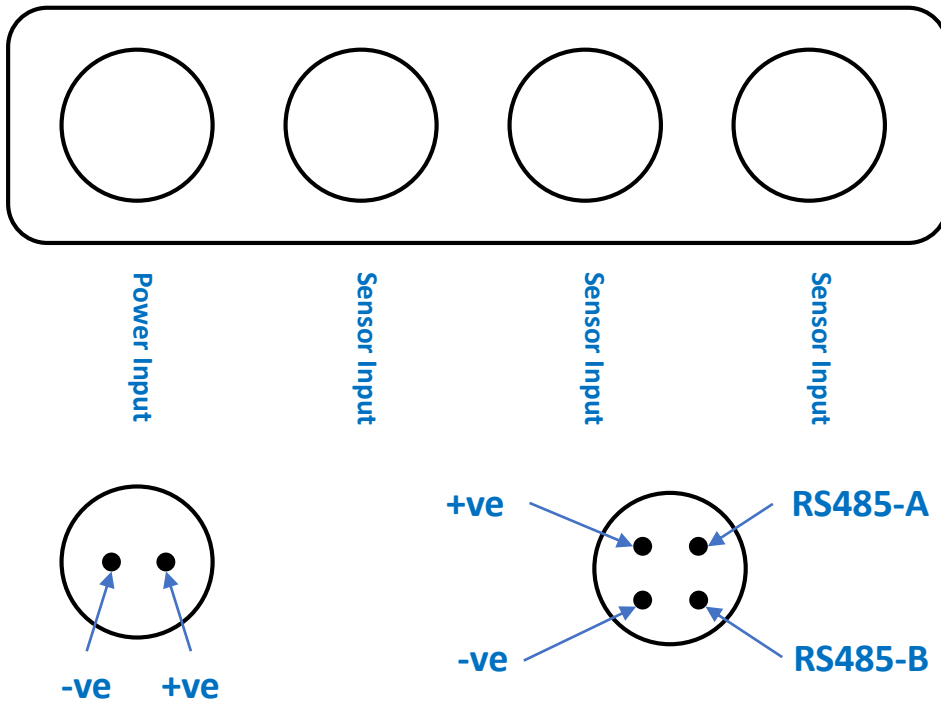 Power Input
Sensor Input
Sensor Input
Sensor Input
+ve
RS485-A
-ve
RS485-B
-ve
+ve